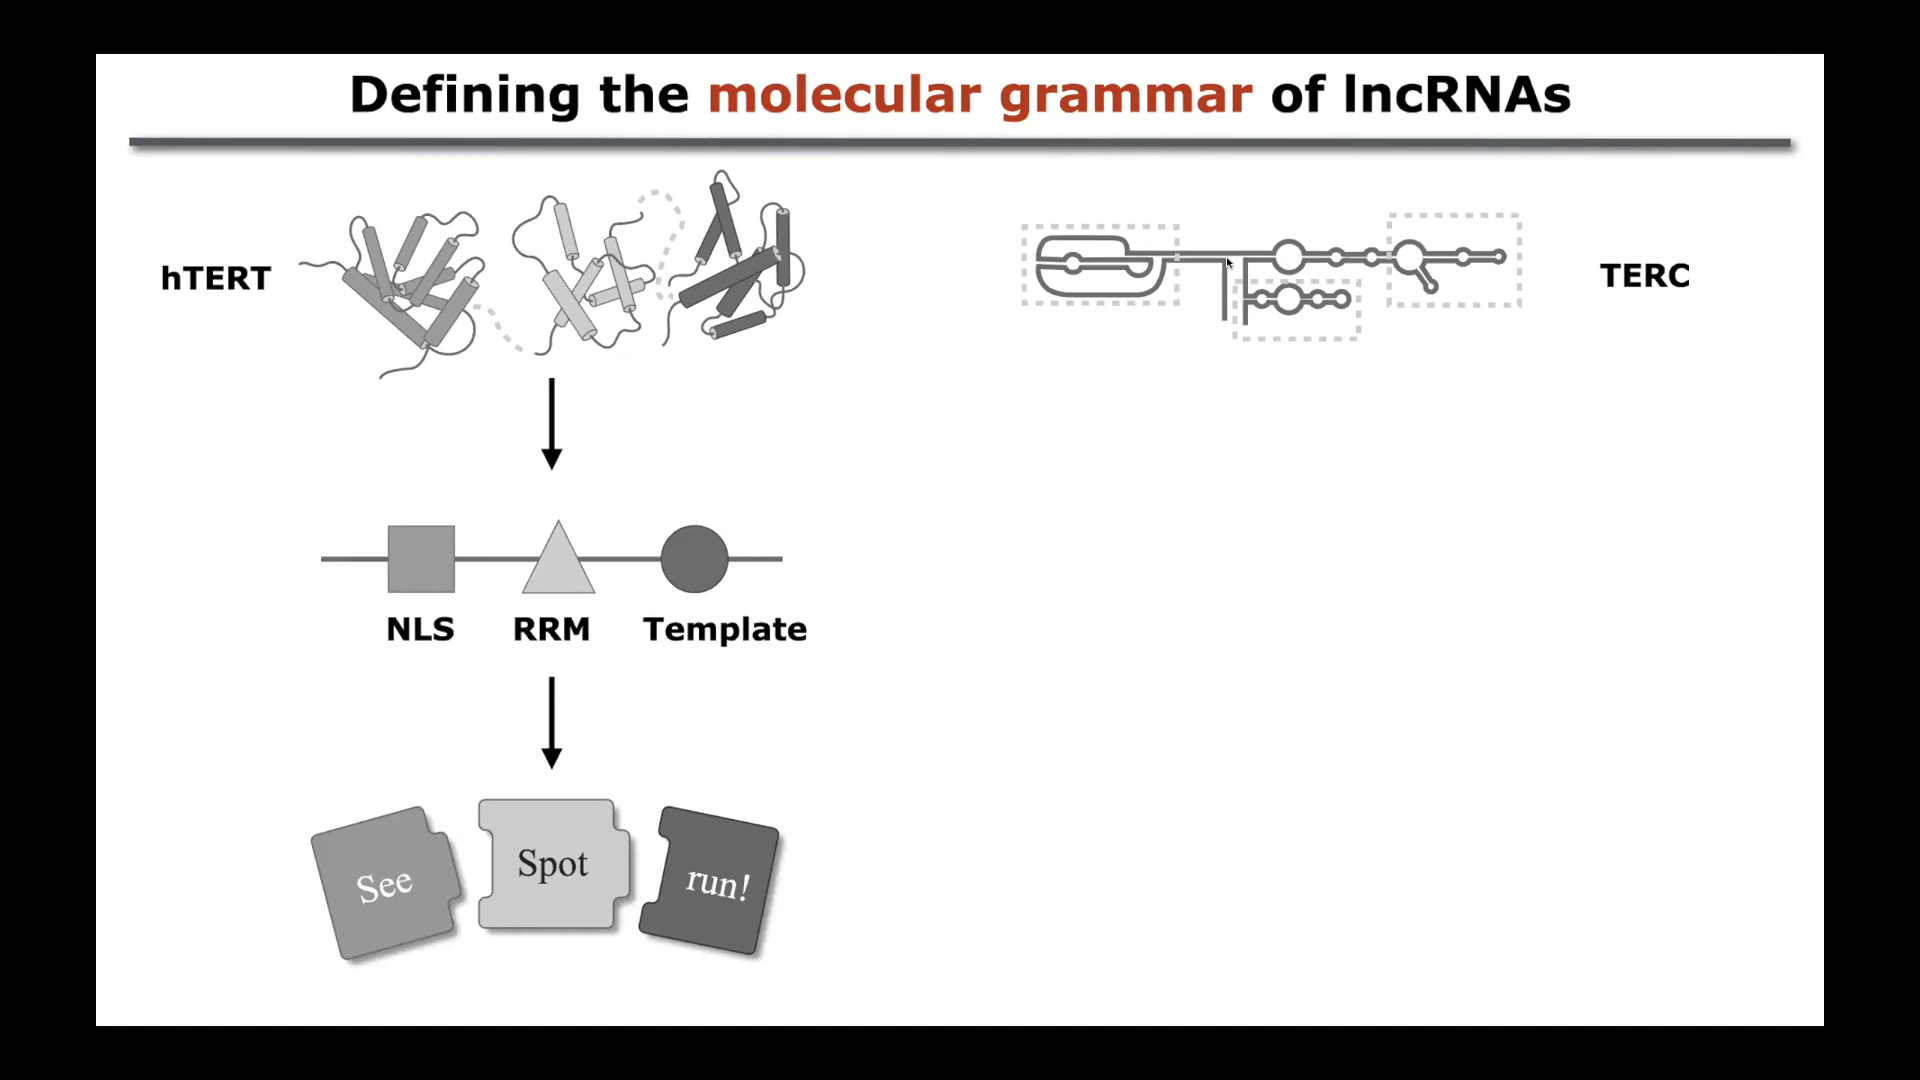 Defining the molecular grammar of lncRNAs
hTERT
TERC
NLS RRM Template
See Spot run!